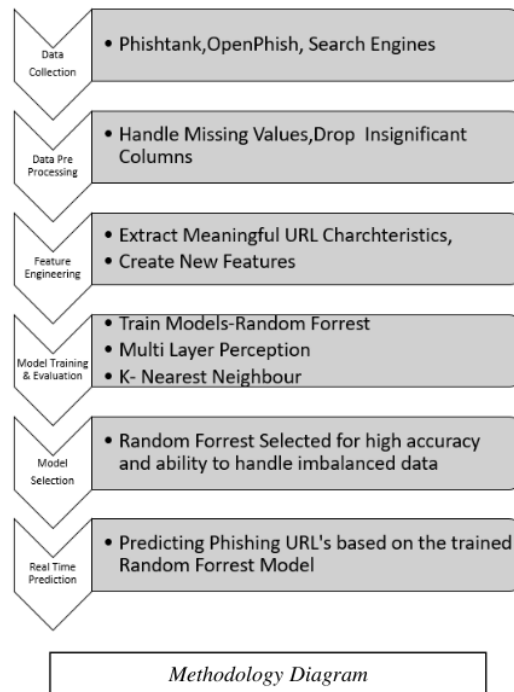 Data
Collection
• Phishtank,OpenPhish, Search Engines
Data Pre
Processing
• Handle Missing Values,Drop Insignificant
Columns
Feature
Engineering
• Extract Meaningful URL Charchteristics,
• Create New Features
Model Training
& Evaluation
• Train Models-Random Forrest
• Multi Layer Perception
• K- Nearest Neighbour
Model
Selection
• Random Forrest Selected for high accuracy
and ability to handle imbalanced data
Real Time
Prediction
• Predicting Phishing URL's based on the trained
Random Forrest Model
Methodology Diagram